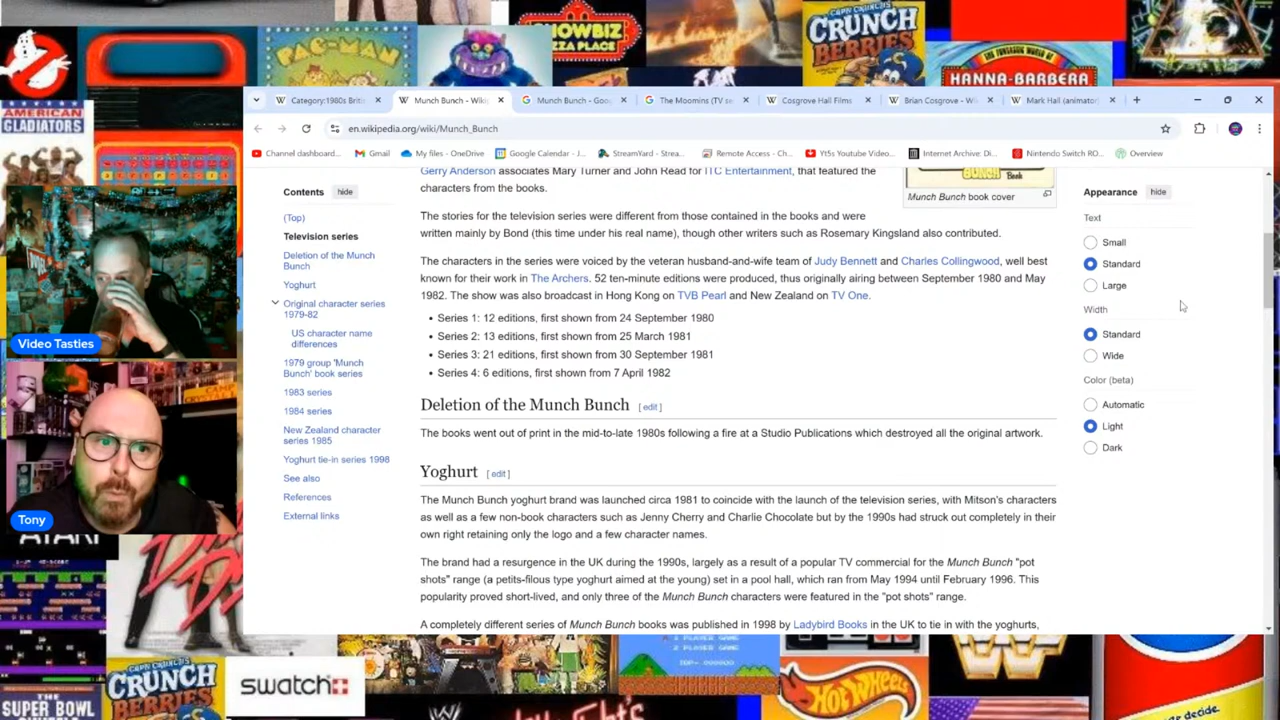 PAC-MAN
SHOWBIZ
PIZZA PLACE
CRUNCH
BERRIES
THE FUNTASTIC WORLD OF
HANNA-BARBERA
AMERICAN
GLADIATORS
Category:1980s Briti
Munch Bunch - Wiki
Munch Bunch - Goo
The Moomins (TV se
Cosgrove Hall Films
Brian Cosgrove - Wi
Mark Hall (animator)
en.wikipedia.org/wiki/Munch_Bunch
Channel dashboard...
Gmail
My files - OneDrive
Google Calendar - J...
StreamYard - Strea...
Remote Access - Ch...
Yt5s Youtube Video...
Internet Archive: Di...
Nintendo Switch RO...
Overview
Contents
hide
(Top)
Television series
Deletion of the Munch
Bunch
Yoghurt
Original character series
1979-82
US character name
differences
1979 group 'Munch
Bunch' book series
1983 series
1984 series
New Zealand character
series 1985
Yoghurt tie-in series 1998
See also
References
External links
Gerry Anderson associates Mary Turner and John Read for ITC Entertainment, that featured the
characters from the books.
BUNCH
Book
Munch Bunch book cover
The stories for the television series were different from those contained in the books and were
written mainly by Bond (this time under his real name), though other writers such as Rosemary Kingsland also contributed.
The characters in the series were voiced by the veteran husband-and-wife team of Judy Bennett and Charles Collingwood, well best
known for their work in The Archers. 52 ten-minute editions were produced, thus originally airing between September 1980 and May
1982. The show was also broadcast in Hong Kong on TVB Pearl and New Zealand on TV One.
• Series 1: 12 editions, first shown from 24 September 1980
• Series 2: 13 editions, first shown from 25 March 1981
• Series 3: 21 editions, first shown from 30 September 1981
• Series 4: 6 editions, first shown from 7 April 1982
Deletion of the Munch Bunch [ edit ]
The books went out of print in the mid-to-late 1980s following a fire at a Studio Publications which destroyed all the original artwork.
Yoghurt [ edit ]
The Munch Bunch yoghurt brand was launched circa 1981 to coincide with the launch of the television series, with Mitson's characters
as well as a few non-book characters such as Jenny Cherry and Charlie Chocolate but by the 1990s had struck out completely in their
own right retaining only the logo and a few character names.
The brand had a resurgence in the UK during the 1990s, largely as a result of a popular TV commercial for the Munch Bunch "pot
shots" range (a petits-filous type yoghurt aimed at the young) set in a pool hall, which ran from May 1994 until February 1996. This
popularity proved short-lived, and only three of the Munch Bunch characters were featured in the "pot shots" range.
A completely different series of Munch Bunch books was published in 1998 by Ladybird Books in the UK to tie in with the yoghurts,
Appearance
hide
Text
Small
Standard
Large
Width
Standard
Wide
Color (beta)
Automatic
Light
Dark
Video Tasties
Tony
ATARI
CAP'N CRUNCH'S
CRUNCH
BERRIES
THE
SUPER BOWL
swatch
HOT WHEELS
decide.